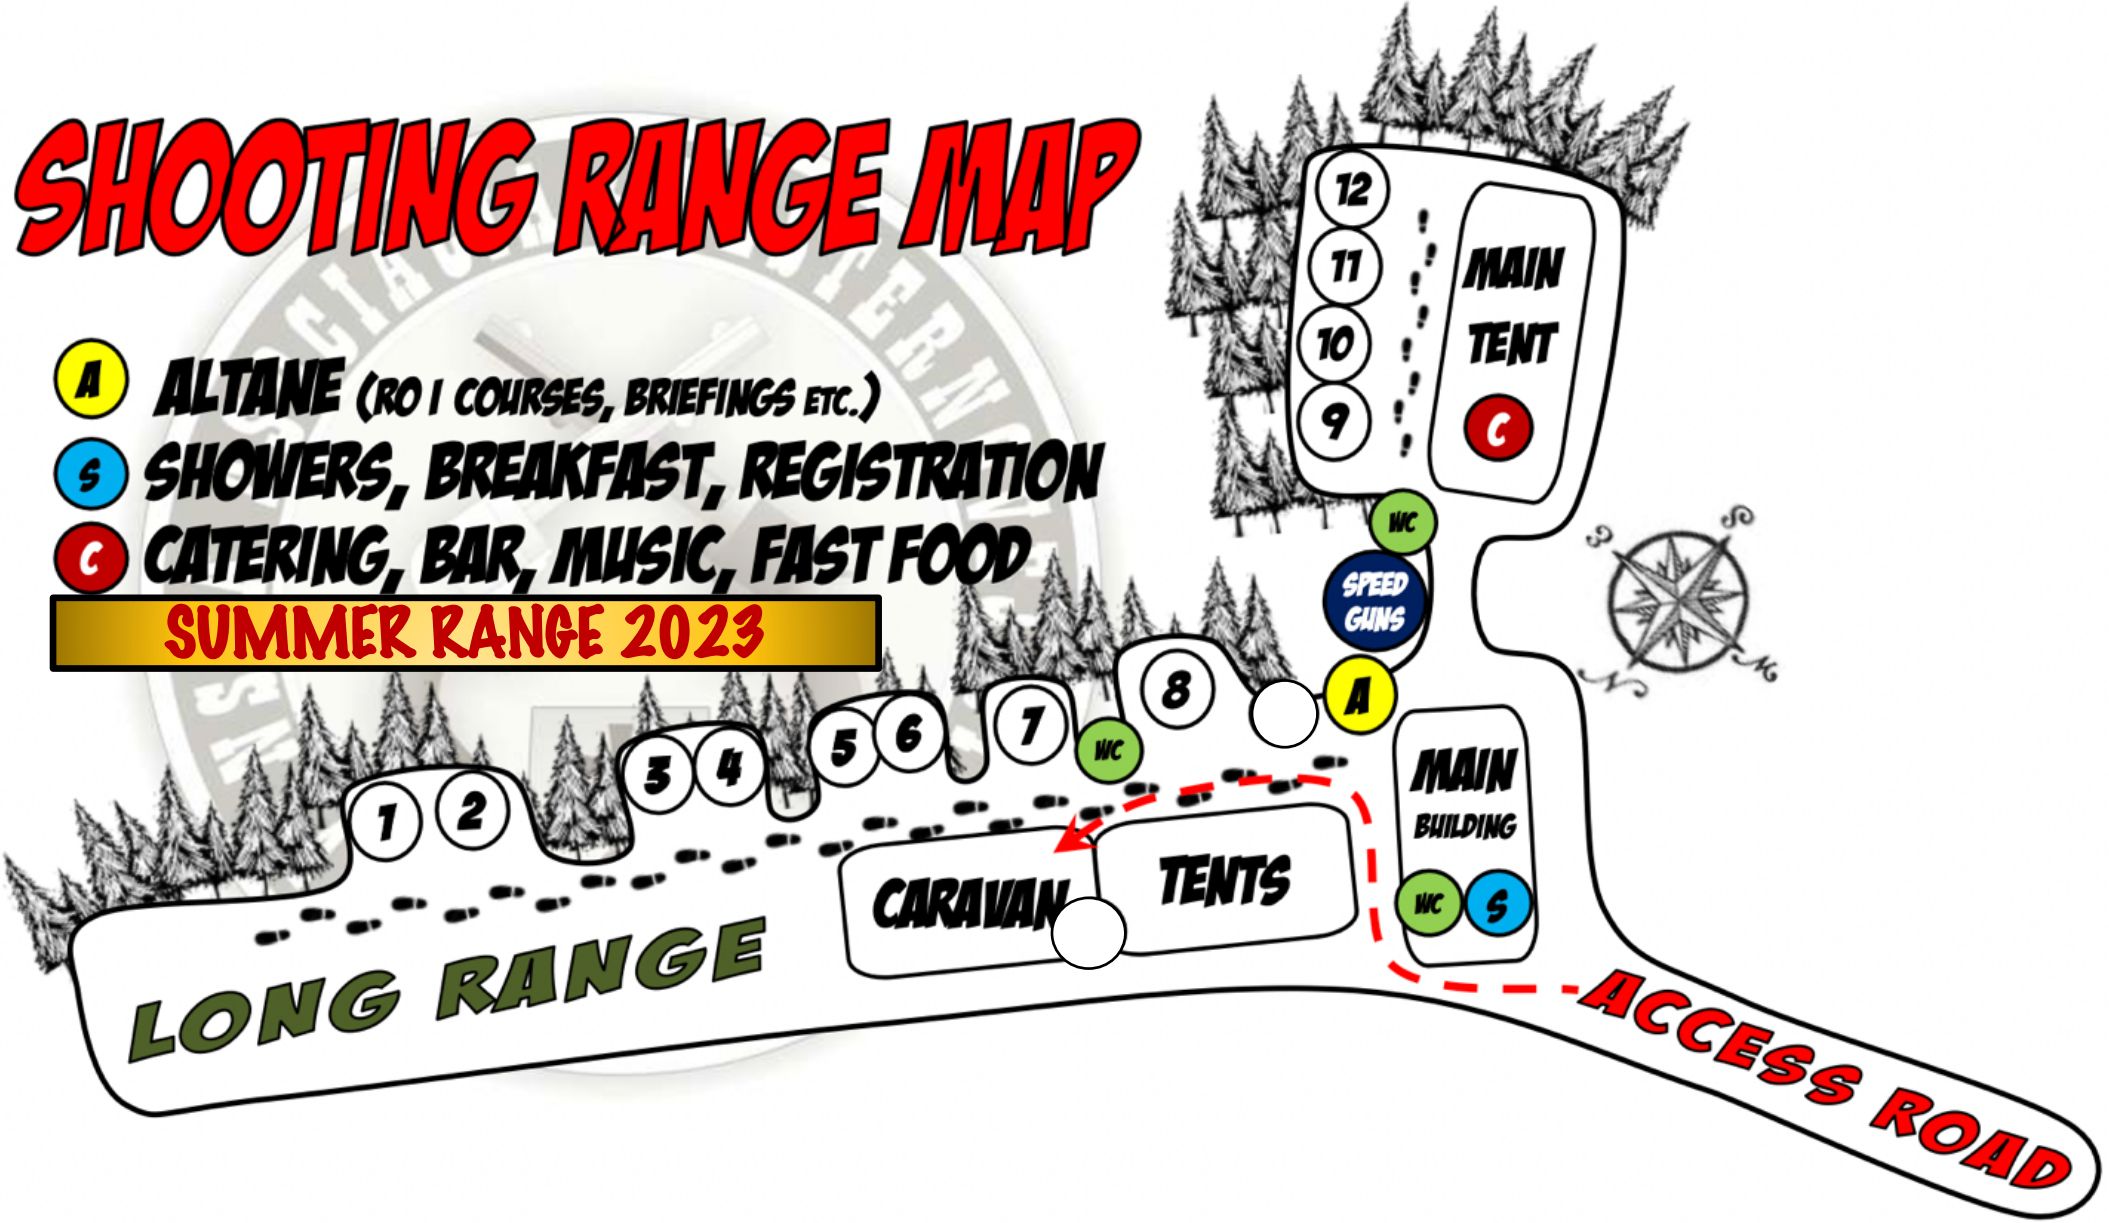 SHOOTING RANGE MAP
A ALTANE (RO I COURSES, BRIEFINGS ETC.)
S SHOWERS, BREAKFAST, REGISTRATION
C CATERING, BAR, MUSIC, FAST FOOD
SUMMER RANGE 2023
12
11
10
9
MAIN
TENT
C
WC
SPEED
GUNS
A
8
7
WC
5 6
3 4
1 2
MAIN
BUILDING
WC S
CARAVAN
TENTS
LONG RANGE
ACCESS ROAD
N
S